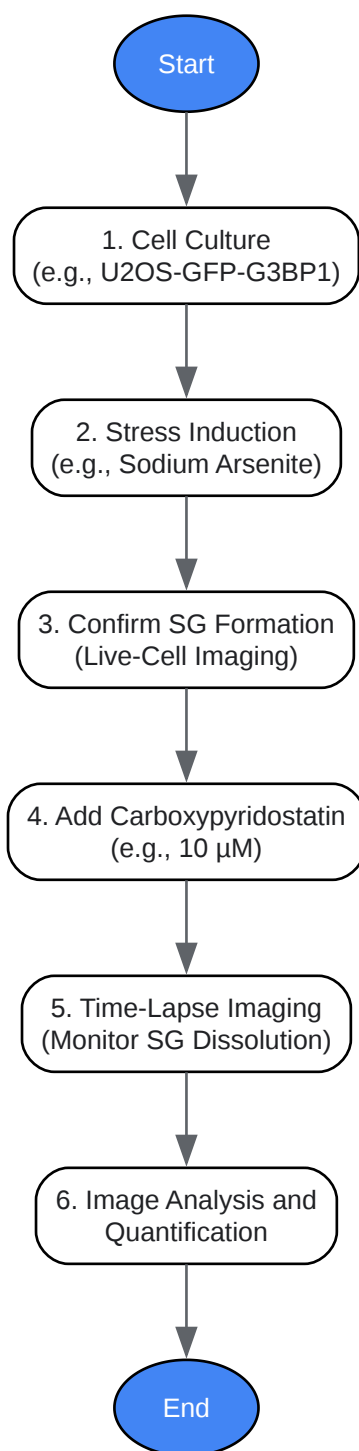 Start
1. Cell Culture
(e.g., U2OS-GFP-G3BP1)
2. Stress Induction
(e.g., Sodium Arsenite)
3. Confirm SG Formation
(Live-Cell Imaging)
4. Add Carboxypyridostatin
(e.g., 10 µM)
5. Time-Lapse Imaging
(Monitor SG Dissolution)
6. Image Analysis and
Quantification
End